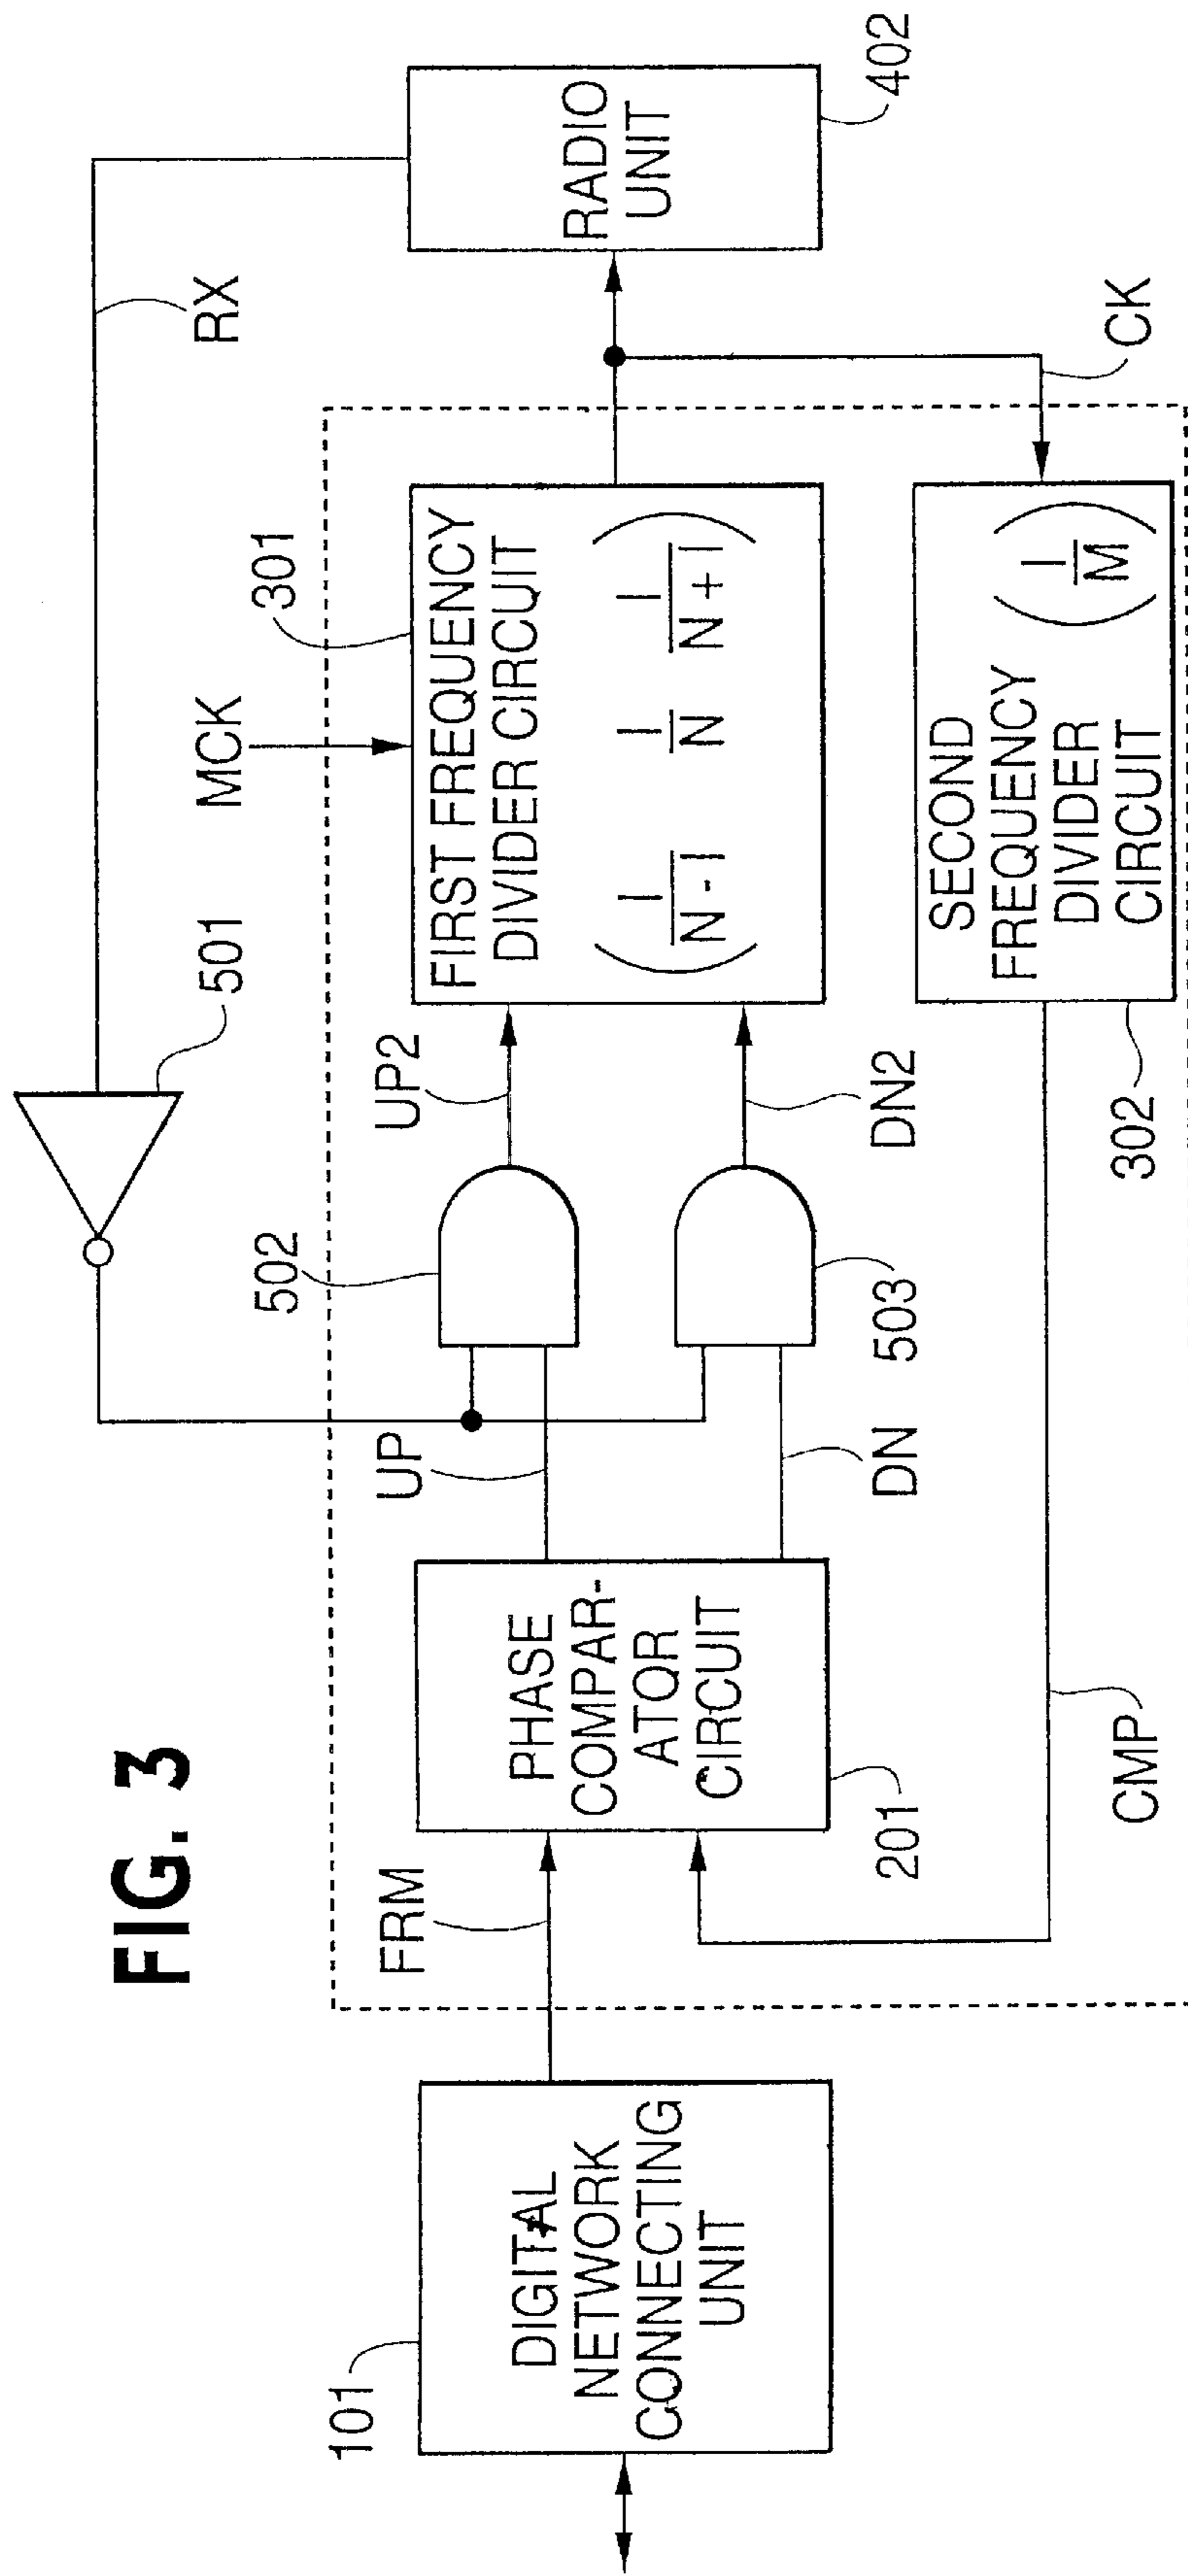 FIG. 3
RX
MCK
501
301
502
UP2
UP
FRM
101
DIGITAL
NETWORK
CONNECTING
UNIT
PHASE
COMPAR-
ATOR
CIRCUIT
201
FIRST FREQUENCY
DIVIDER CIRCUIT
( 1/N-1 1/N 1/N+1 )
RADIO
UNIT
402
DN
503
DN2
CK
SECOND
FREQUENCY
DIVIDER
CIRCUIT
( 1/M )
302
CMP